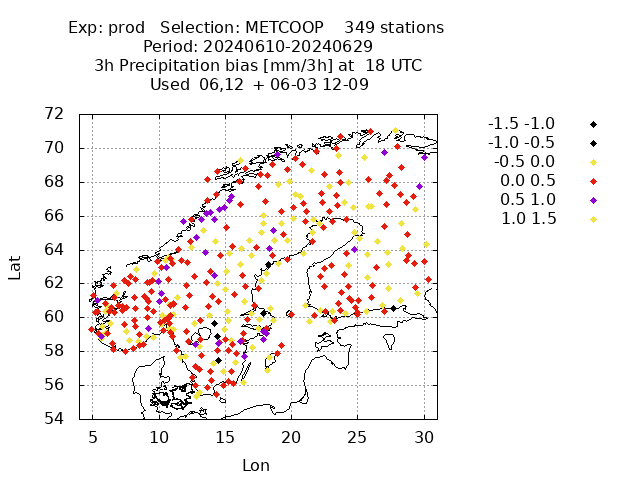 Exp: prod   Selection: METCOOP    349 stations
Period: 20240610-20240629
3h Precipitation bias [mm/3h] at  18 UTC
Used  06,12  + 06-03 12-09
72
70
68
66
64
62
60
58
56
54
Lat
5 10 15 20 25 30
Lon
-1.5 -1.0
-1.0 -0.5
-0.5 0.0
0.0 0.5
0.5 1.0
1.0 1.5